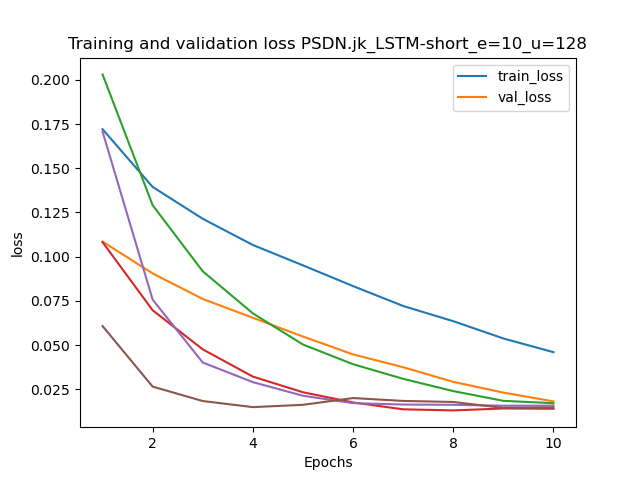 Training and validation loss PSDN.jk_LSTM-short_e=10_u=128
train_loss
val_loss
0.200
0.175
0.150
0.125
0.100
0.075
0.050
0.025
loss
2 4 6 8 10
Epochs